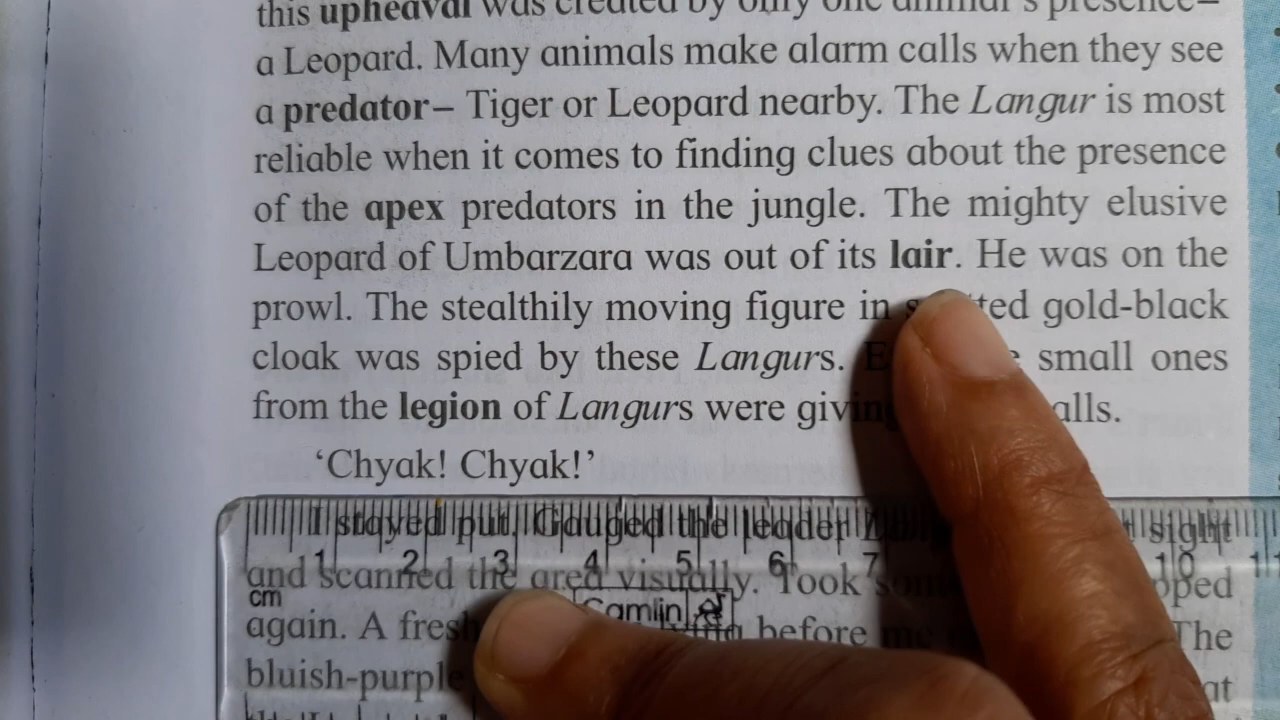 this upheaval was created by only one animal's presence–
a Leopard. Many animals make alarm calls when they see
a predator– Tiger or Leopard nearby. The Langur is most
reliable when it comes to finding clues about the presence
of the apex predators in the jungle. The mighty elusive
Leopard of Umbarzara was out of its lair. He was on the
prowl. The stealthily moving figure in gold-black
cloak was spied by these Langurs. small ones
from the legion of Langurs were giving
'Chyak! Chyak!'
I stayed put. Gauged the leader sight
1 2 3 4 5 6 7 10 11
and scanned the area visually. Took
cm
Camlin
again. A fresh before me The
bluish-purple